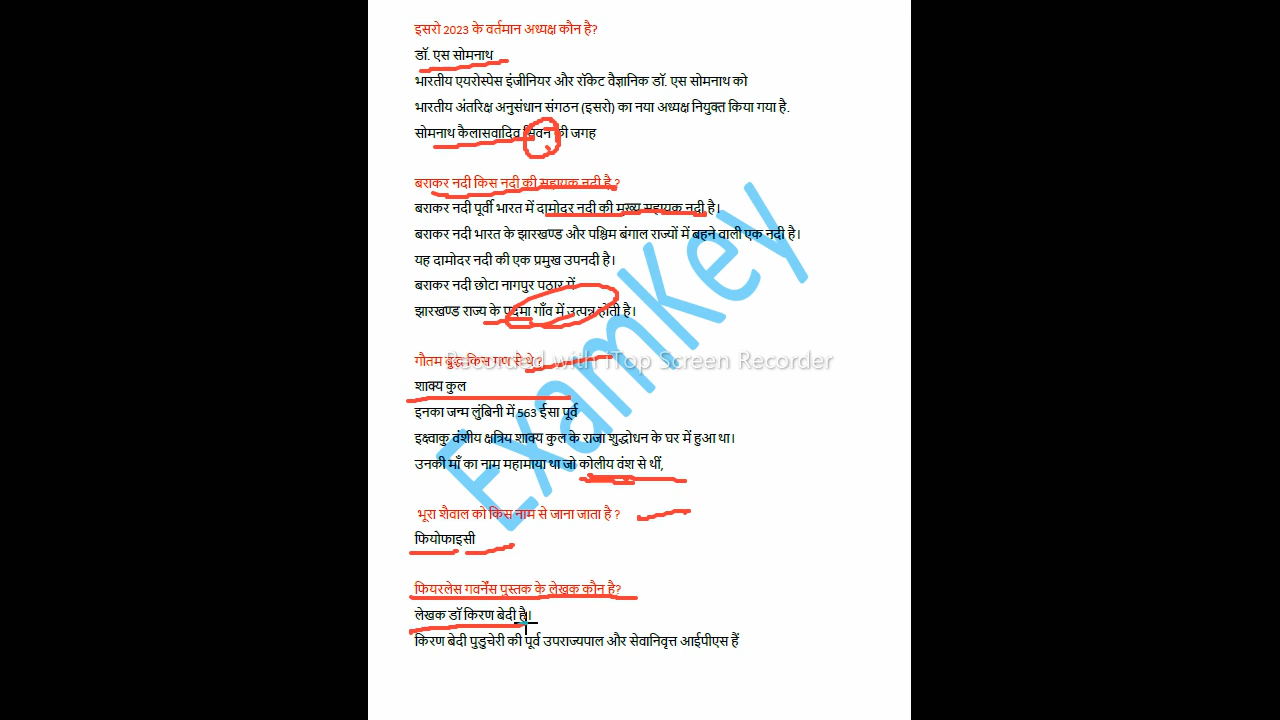 इसरो 2023 के वर्तमान अध्यक्ष कौन है?
डॉ. एस सोमनाथ
भारतीय एयरोस्पेस इंजीनियर और रॉकेट वैज्ञानिक डॉ. एस सोमनाथ को
भारतीय अंतरिक्ष अनुसंधान संगठन (इसरो) का नया अध्यक्ष नियुक्त किया गया है.
सोमनाथ कैलासवादिवु सिवन की जगह
बराकर नदी किस नदी की सहायक नदी है ?
बराकर नदी पूर्वी भारत में दामोदर नदी की मुख्य सहायक नदी है।
बराकर नदी भारत के झारखण्ड और पश्चिम बंगाल राज्यों में बहने वाली एक नदी है।
यह दामोदर नदी की एक प्रमुख उपनदी है।
बराकर नदी छोटा नागपुर पठार में
झारखण्ड राज्य के पदमा गाँव में उत्पन्न होती है।
गौतम बुद्ध किस गण से थे ?
Recorded with iTop Screen Recorder
शाक्य कुल
इनका जन्म लुंबिनी में 563 ईसा पूर्व
इक्ष्वाकु वंशीय क्षत्रिय शाक्य कुल के राजा शुद्धोधन के घर में हुआ था।
उनकी माँ का नाम महामाया था जो कोलीय वंश से थीं,
भूरा शैवाल को किस नाम से जाना जाता है ?
फियोफाइसी
फियरलेस गवर्नेंस पुस्तक के लेखक कौन है?
लेखक डॉ किरण बेदी है।
किरण बेदी पुडुचेरी की पूर्व उपराज्यपाल और सेवानिवृत्त आईपीएस हैं
ExamKey